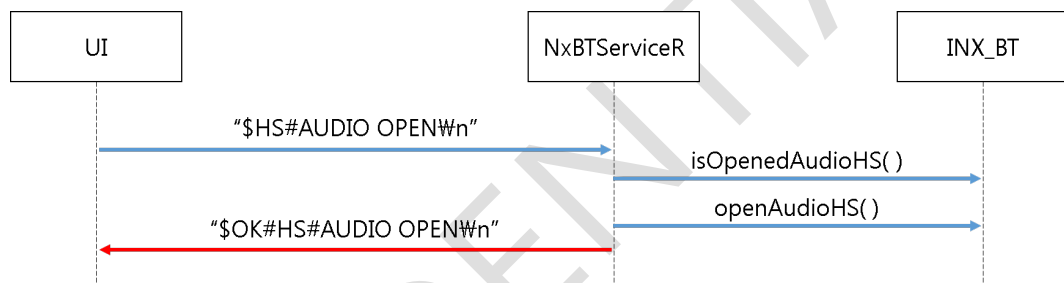 UI
NxBTServiceR
INX_BT
“$HS#AUDIO OPEN₩n”
isOpenedAudioHS( )
openAudioHS( )
“$OK#HS#AUDIO OPEN₩n”